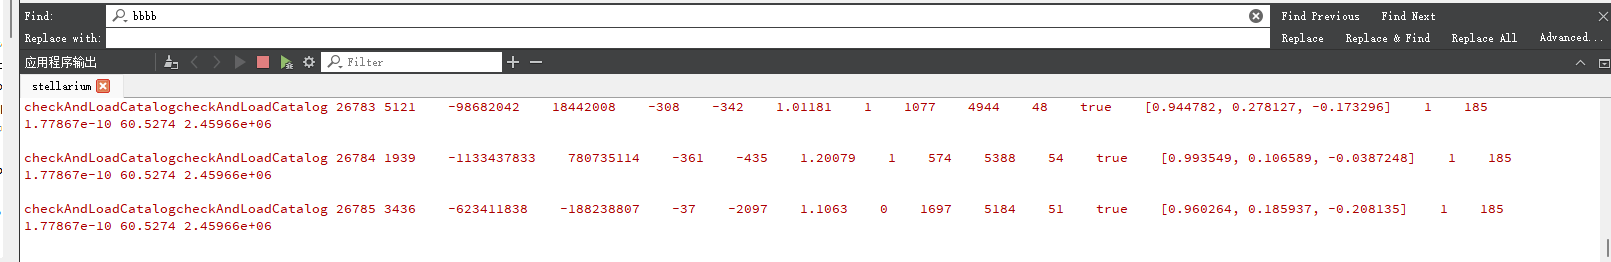 Find: bbbb Find Previous Find Next
Replace with: Replace Replace & Find Replace All Advanced...
应用程序输出 Filter
stellarium
checkAndLoadCatalogcheckAndLoadCatalog 26783 5121 -98682042 18442008 -308 -342 1.01181 1 1077 4944 48 true [0.944782, 0.278127, -0.173296] 1 185
1.77867e-10 60.5274 2.45966e+06
checkAndLoadCatalogcheckAndLoadCatalog 26784 1939 -1133437833 780735114 -361 -435 1.20079 1 574 5388 54 true [0.993549, 0.106589, -0.0387248] 1 185
1.77867e-10 60.5274 2.45966e+06
checkAndLoadCatalogcheckAndLoadCatalog 26785 3436 -623411838 -188238807 -37 -2097 1.1063 0 1697 5184 51 true [0.960264, 0.185937, -0.208135] 1 185
1.77867e-10 60.5274 2.45966e+06